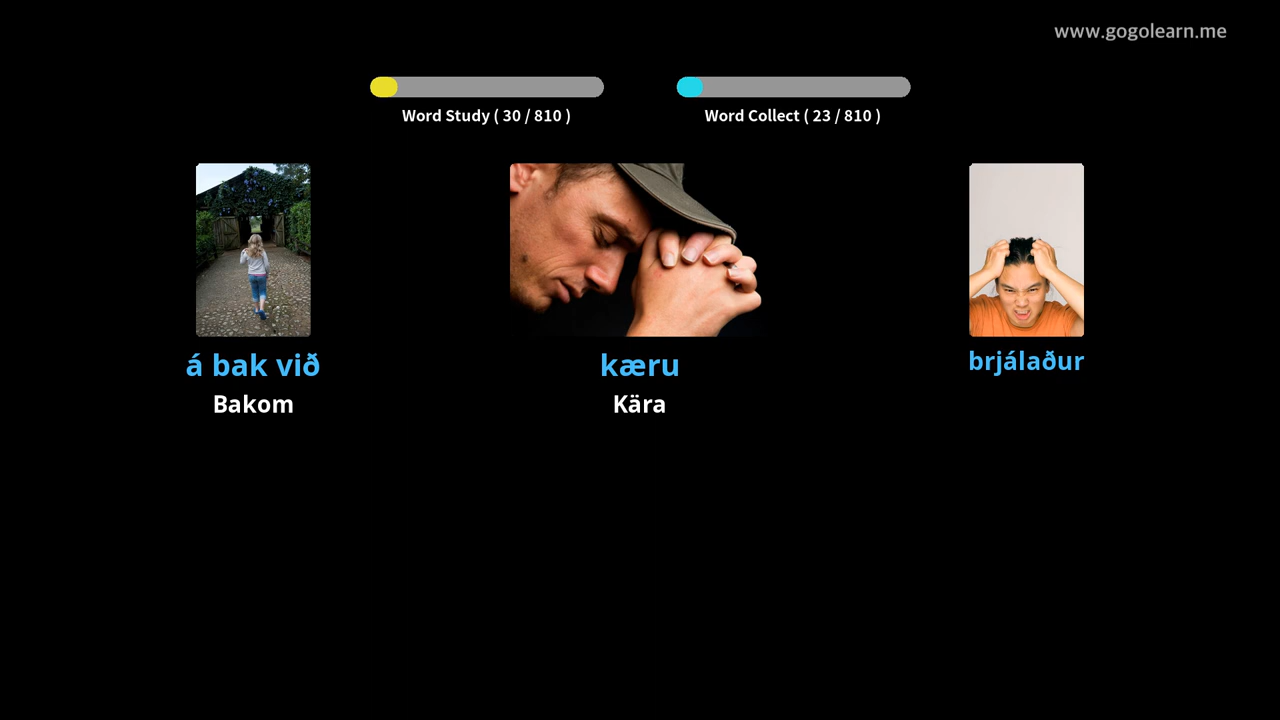 www.gogolearn.me
Word Study ( 30 / 810 )
Word Collect ( 23 / 810 )
á bak við
Bakom
kæru
Kära
brjálaður